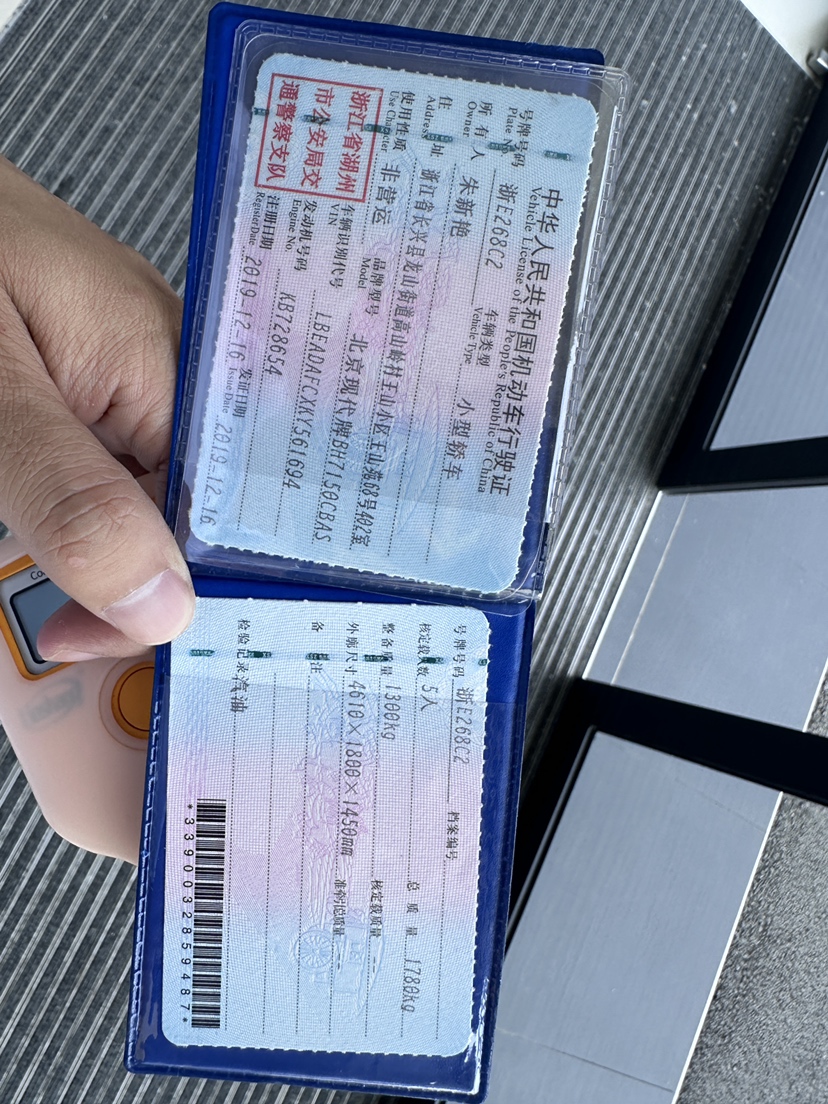 中华人民共和国机动车行驶证
Vehicle License of the People's Republic of China
号牌号码 浙E268C2 车辆类型 小型轿车
Plate No. Vehicle Type
所有人 朱新艳
Owner
住址 浙江省长兴县龙山街道高山岭村王山小区王山苑68号402室
Address
使用性质 非营运 品牌型号 北京现代牌BH7150CBAS
Use Character Model
浙江省湖州
市公安局交
通警察支队
车辆识别代号 LBEADAFCXKY561694
VIN
发动机号码 KB728654
Engine No.
注册日期 2019-12-16 发证日期 2019-12-16
Register Date Issue Date
号牌号码 浙E268C2 档案编号
核定载人数 5人 总质量 1780kg
整备质量 1300kg 核定载质量 --
外廓尺寸 4610×1800×1450mm 准牵引总质量 --
备注
检验记录 汽油
*3390032859487*
Co